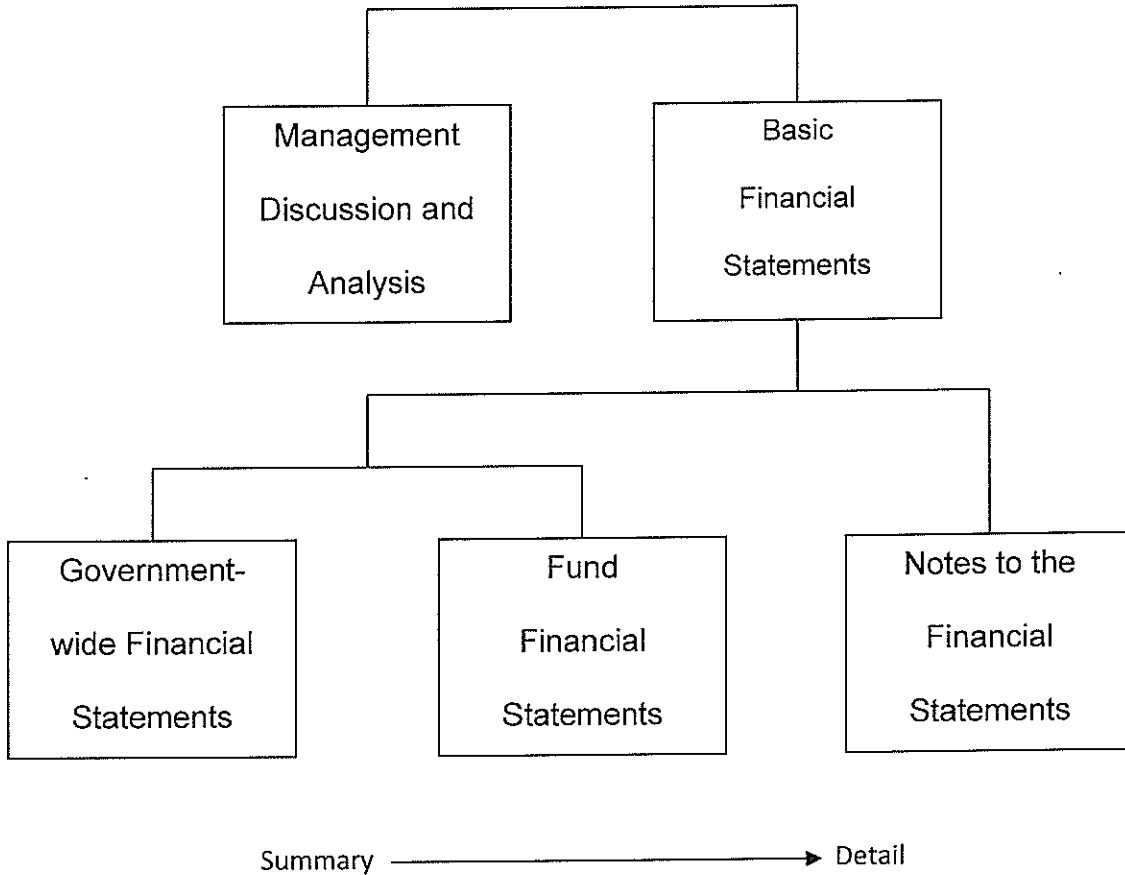 Management
Discussion and
Analysis
Basic
Financial
Statements
Government-
wide Financial
Statements
Fund
Financial
Statements
Notes to the
Financial
Statements
Summary
Detail